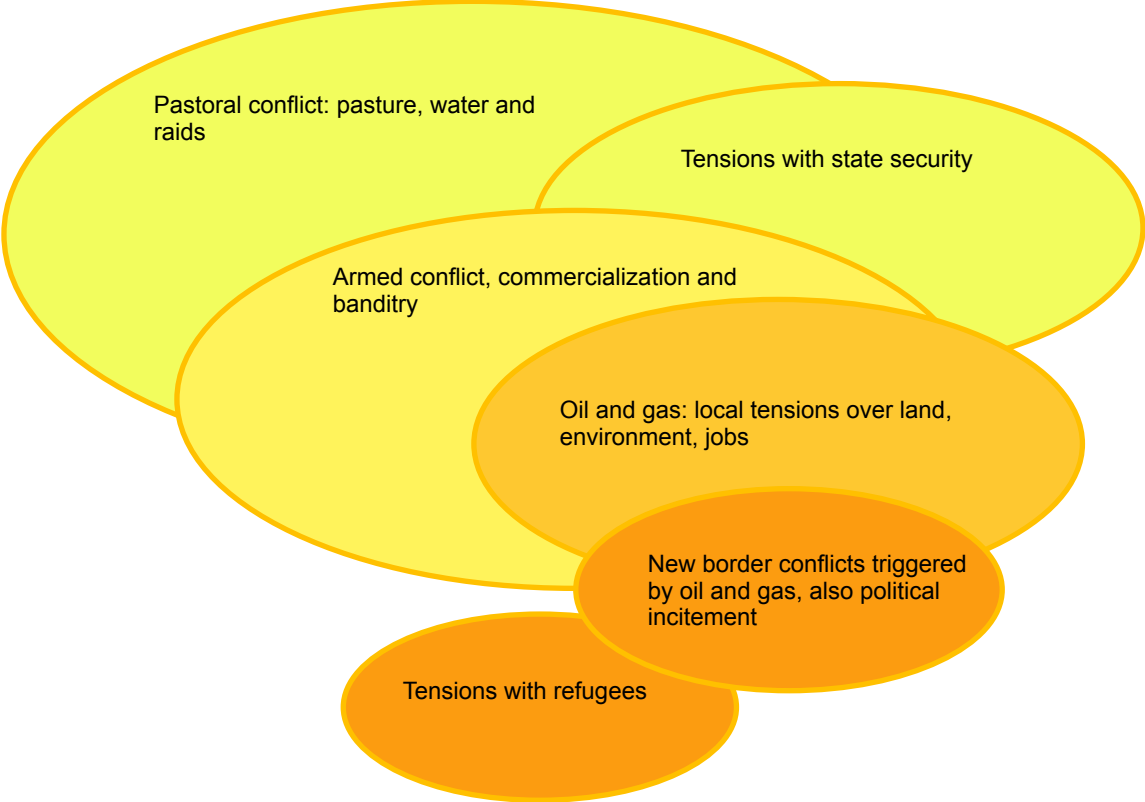 Pastoral conflict: pasture, water and
raids
Tensions with state security
Armed conflict, commercialization and
banditry
Oil and gas: local tensions over land,
environment, jobs
New border conflicts triggered
by oil and gas, also political
incitement
Tensions with refugees